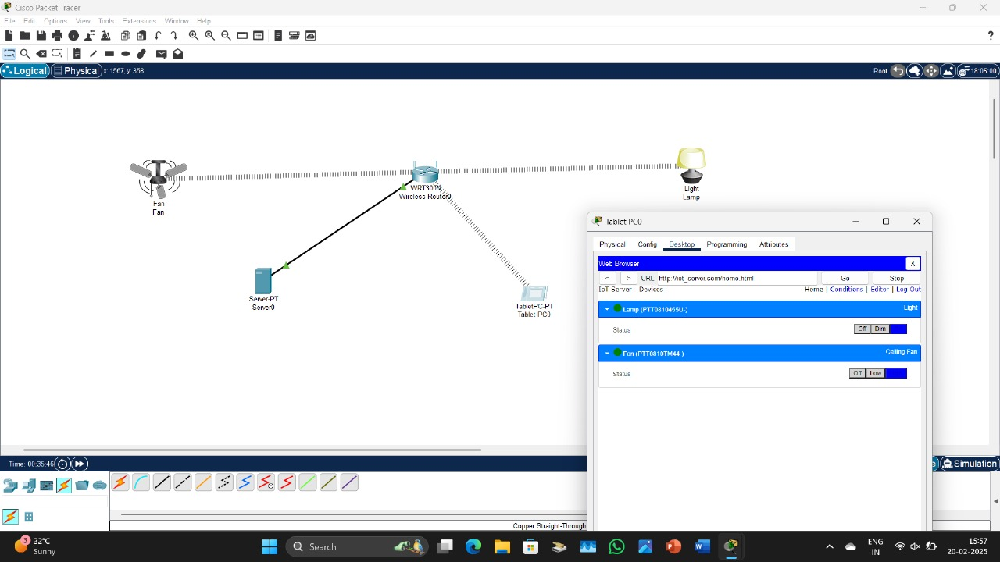 Cisco Packet Tracer
File Edit Options View Tools Extensions Window Help
Logical Physical x: 1567, y: 358 Root 18:05:00
Fan
Fan
WRT300N
Wireless Router0
Light
Lamp
Server-PT
Server0
TabletPC-PT
Tablet PC0
Tablet PC0
Physical Config Desktop Programming Attributes
Web Browser X
< > URL http://iot_server.com/home.html Go Stop
IoT Server - Devices Home | Conditions | Editor | Log Out
Lamp (PTT0810455U-) Light
Status Off Dim
Fan (PTT0810TM44-) Ceiling Fan
Status Off Low
Time: 00:35:46 Simulation
Copper Straight-Through
3 32°C
Sunny
Search
ENG
IN
15:57
20-02-2025